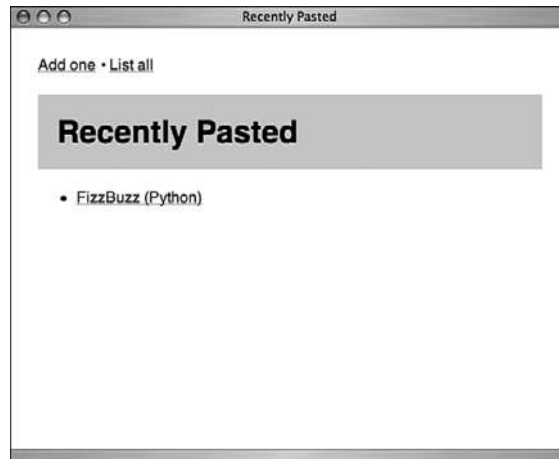 Recently Pasted
Add one • List all
Recently Pasted
• FizzBuzz (Python)